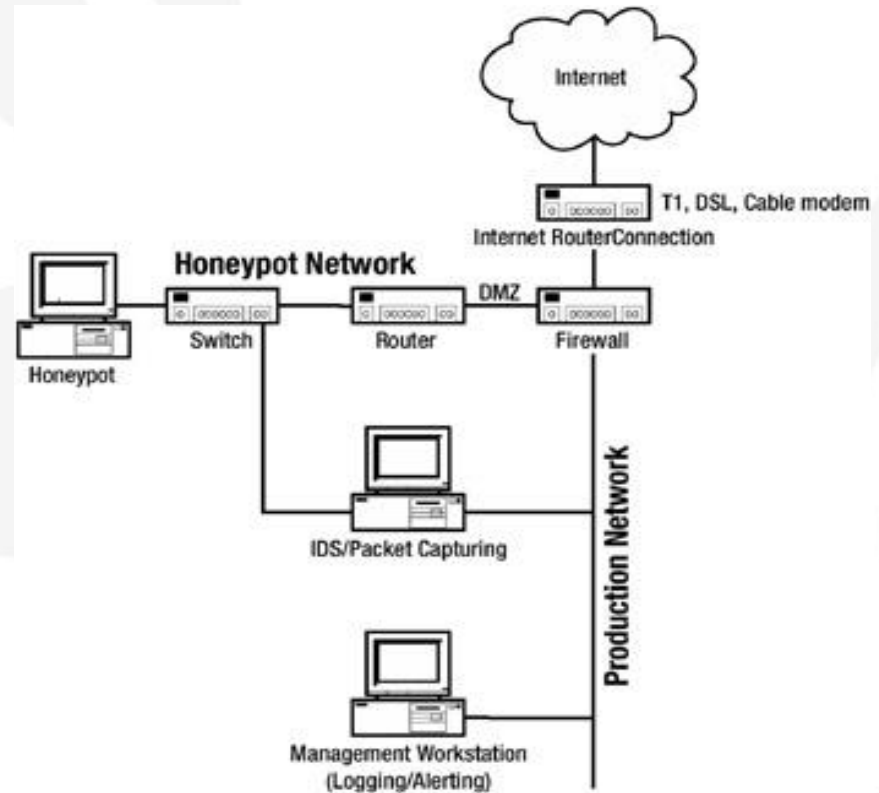 Internet
T1, DSL, Cable modem
Internet RouterConnection
Honeypot Network
DMZ
Switch
Router
Firewall
Honeypot
IDS/Packet Capturing
Production Network
Management Workstation
(Logging/Alerting)